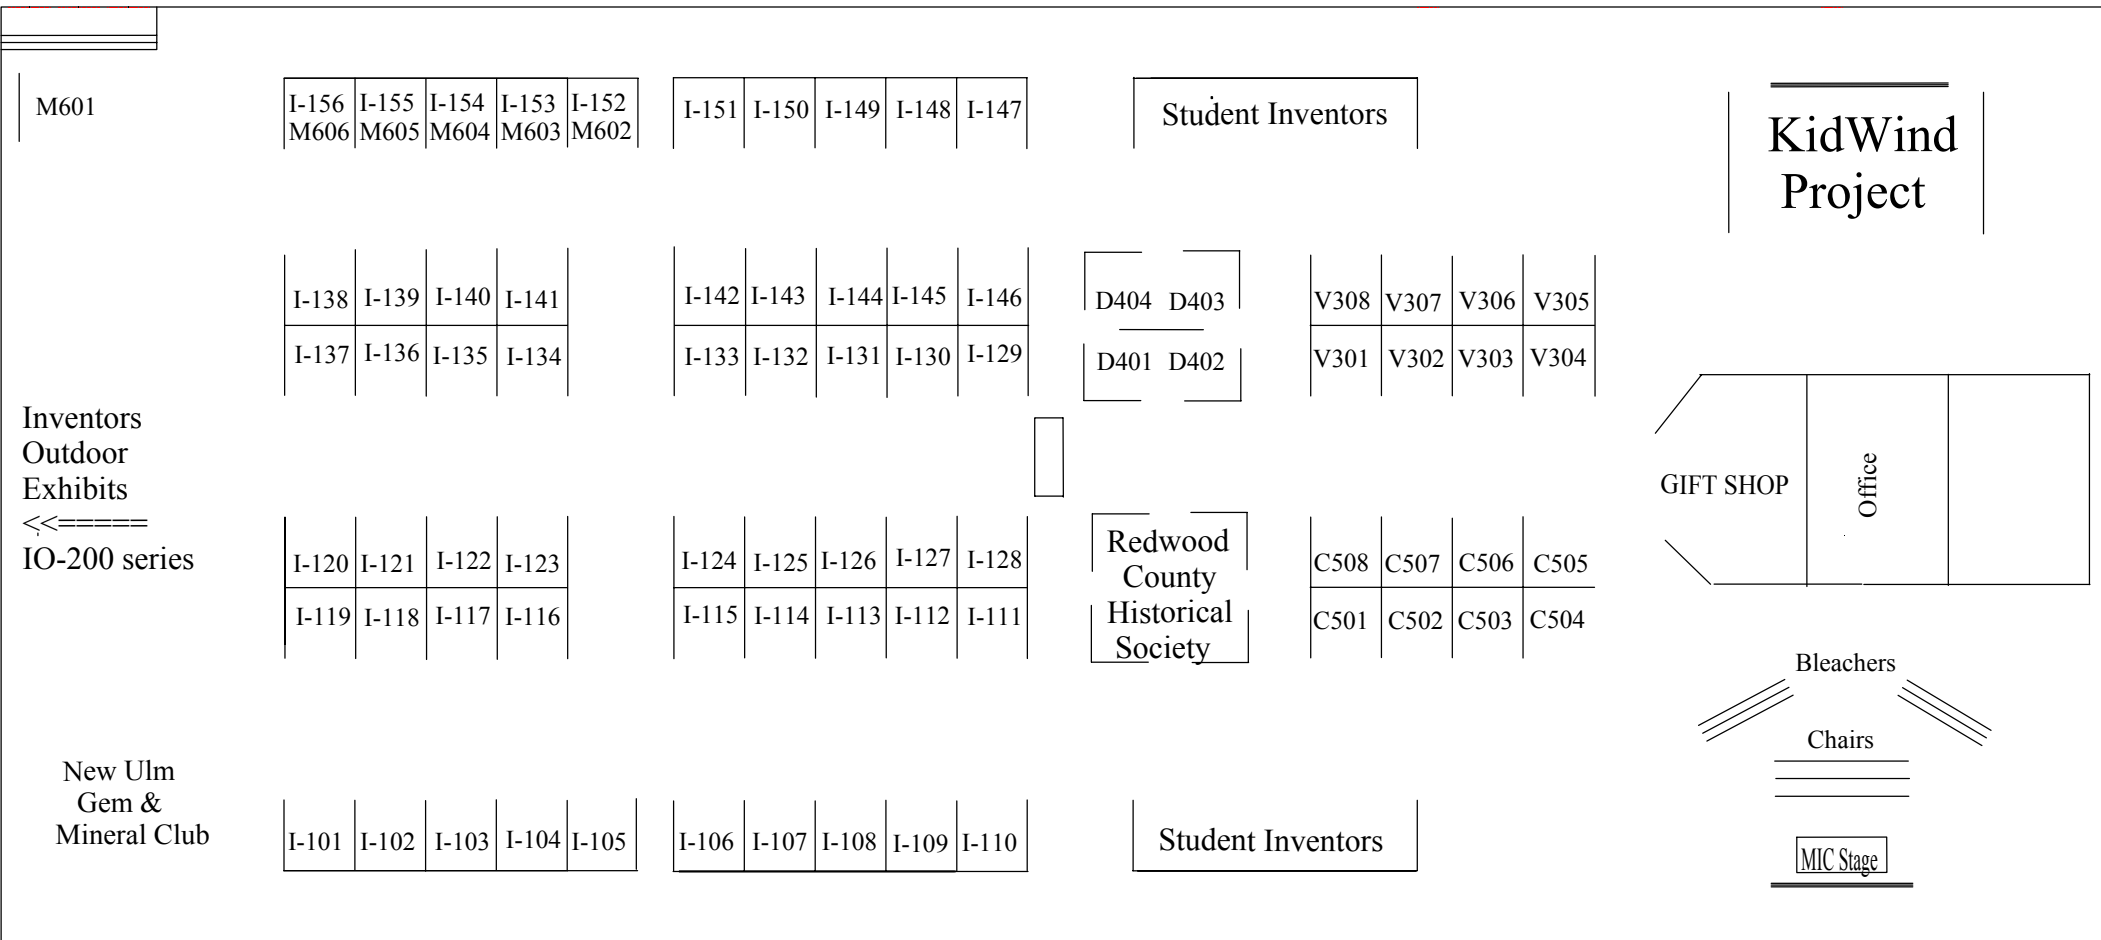 M601
I-156 I-155 I-154 I-153 I-152
M606 M605 M604 M603 M602
I-151 I-150 I-149 I-148 I-147
Student Inventors
KidWind
Project
I-138 I-139 I-140 I-141
I-142 I-143 I-144 I-145 I-146
D404 D403
V308 V307 V306 V305
I-137 I-136 I-135 I-134
I-133 I-132 I-131 I-130 I-129
D401 D402
V301 V302 V303 V304
Inventors
Outdoor
Exhibits
<<=====
IO-200 series
GIFT SHOP
Office
I-120 I-121 I-122 I-123
I-124 I-125 I-126 I-127 I-128
Redwood
County
Historical
Society
C508 C507 C506 C505
I-119 I-118 I-117 I-116
I-115 I-114 I-113 I-112 I-111
C501 C502 C503 C504
Bleachers
Chairs
New Ulm
Gem &
Mineral Club
I-101 I-102 I-103 I-104 I-105
I-106 I-107 I-108 I-109 I-110
Student Inventors
MIC Stage